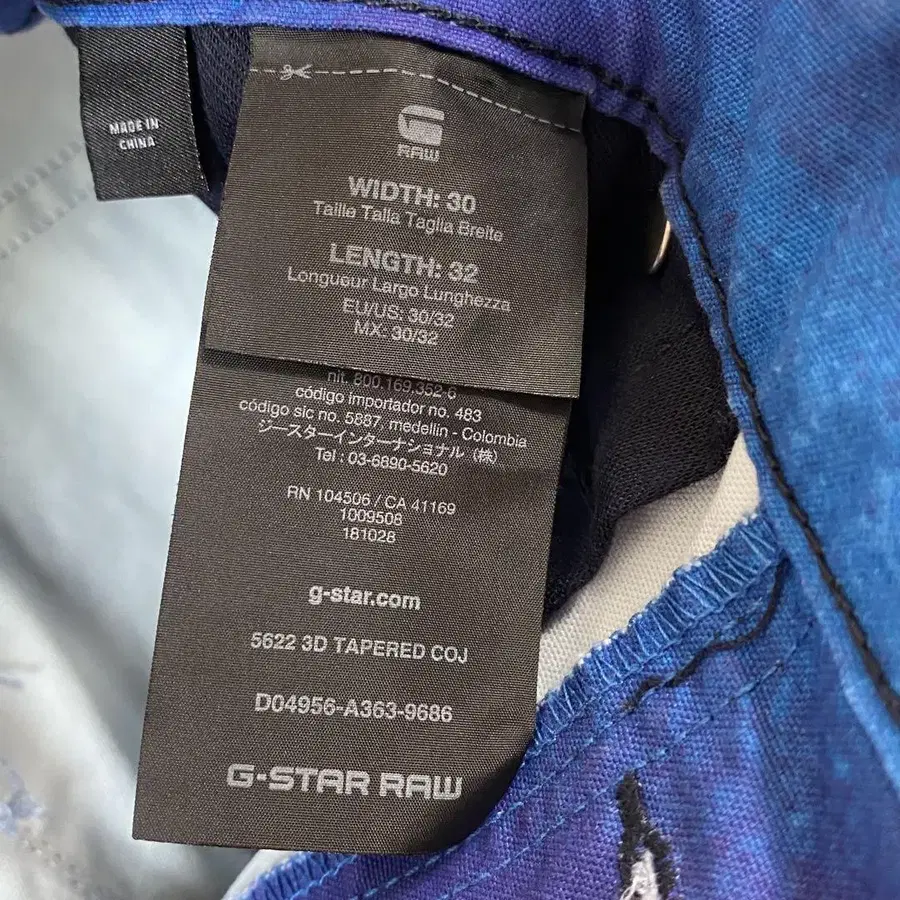 MADE IN
CHINA
RAW
WIDTH: 30
Taille Talla Taglia Breite
LENGTH: 32
Longueur Largo Lunghezza
EU/US: 30/32
MX: 30/32
nit. 800.169.352-6
código importador no. 483
código sic no. 5887, medellin - Colombia
ジースターインターナショナル（株）
Tel : 03-6890-5620
RN 104506 / CA 41169
1009508
181028
g-star.com
5622 3D TAPERED COJ
D04956-A363-9686
G-STAR RAW